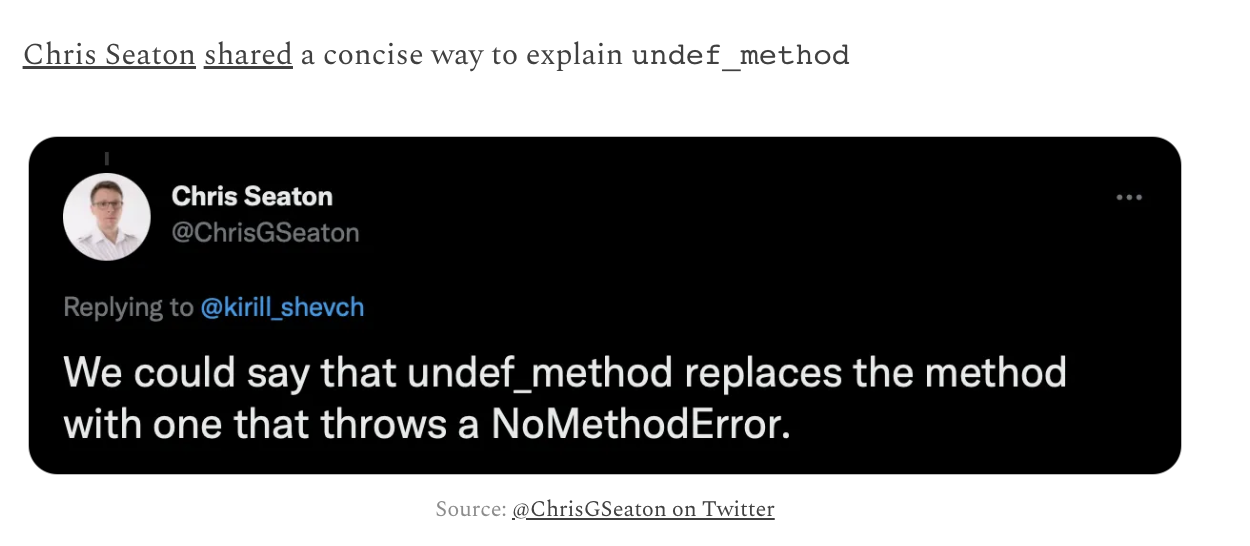 Chris Seaton shared a concise way to explain undef_method
Chris Seaton
@ChrisGSeaton
Replying to @kirill_shevch
We could say that undef_method replaces the method
with one that throws a NoMethodError.
Source: @ChrisGSeaton on Twitter